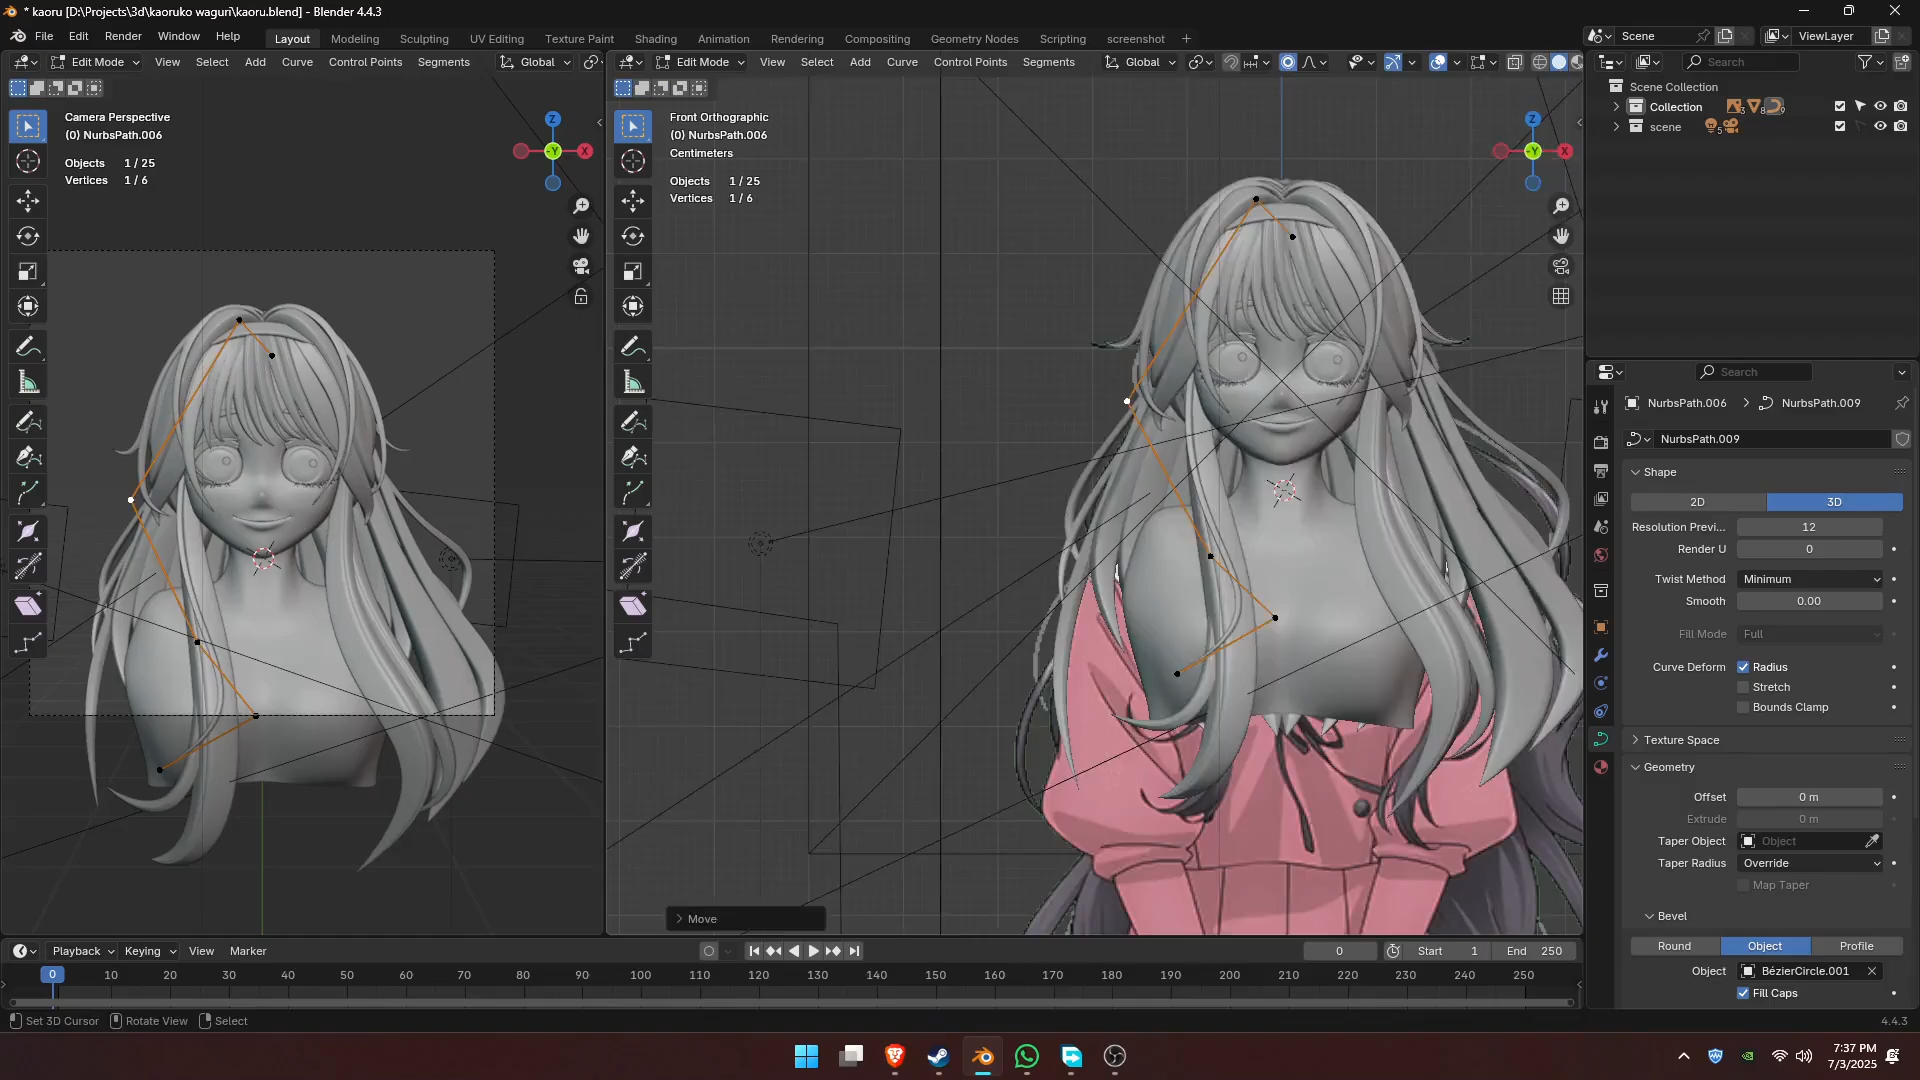 * kaoru [D:\Projects\3d\kaoruko waguri\kaoru.blend] - Blender 4.4.3
File Edit Render Window Help Layout Modeling Sculpting UV Editing Texture Paint Shading Animation Rendering Compositing Geometry Nodes Scripting screenshot + Scene ViewLayer
Edit Mode View Select Add Curve Control Points Segments Global
Edit Mode View Select Add Curve Control Points Segments Global
Search
Scene Collection
Collection 3 8 9
scene 5
Camera Perspective
(0) NurbsPath.006
Objects 1 / 25
Vertices 1 / 6
Z
-Y
X
Front Orthographic
(0) NurbsPath.006
Centimeters
Objects 1 / 25
Vertices 1 / 6
Z
-Y
X
Move
Search
NurbsPath.006 NurbsPath.009
NurbsPath.009
Shape
2D 3D
Resolution Previ... 12
Render U 0
Twist Method Minimum
Smooth 0.00
Fill Mode Full
Curve Deform Radius
Stretch
Bounds Clamp
Texture Space
Geometry
Offset 0 m
Extrude 0 m
Taper Object Object
Taper Radius Override
Map Taper
Bevel
Round Object Profile
Object BézierCircle.001
Fill Caps
Playback Keying View Marker 0 Start 1 End 250
0 10 20 30 40 50 60 70 80 90 100 110 120 130 140 150 160 170 180 190 200 210 220 230 240 250
Set 3D Cursor Rotate View Select 4.4.3
7:37 PM
7/3/2025